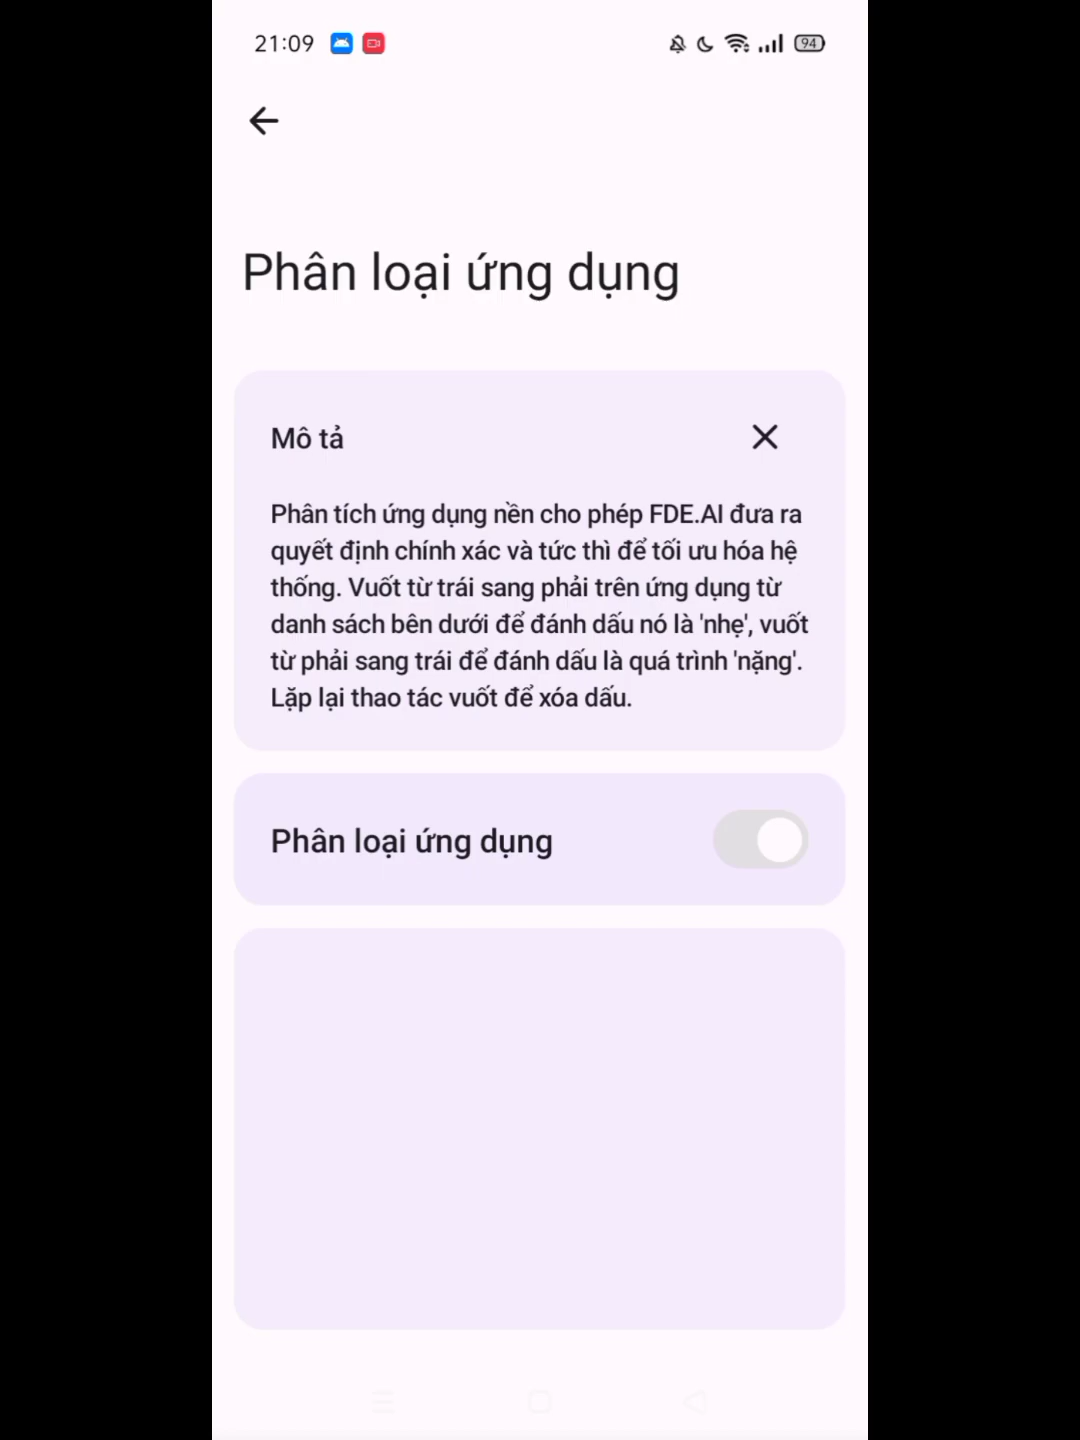 21:09
94
Phân loại ứng dụng
Mô tả
Phân tích ứng dụng nền cho phép FDE.AI đưa ra
quyết định chính xác và tức thì để tối ưu hóa hệ
thống. Vuốt từ trái sang phải trên ứng dụng từ
danh sách bên dưới để đánh dấu nó là 'nhẹ', vuốt
từ phải sang trái để đánh dấu là quá trình 'nặng'.
Lặp lại thao tác vuốt để xóa dấu.
Phân loại ứng dụng